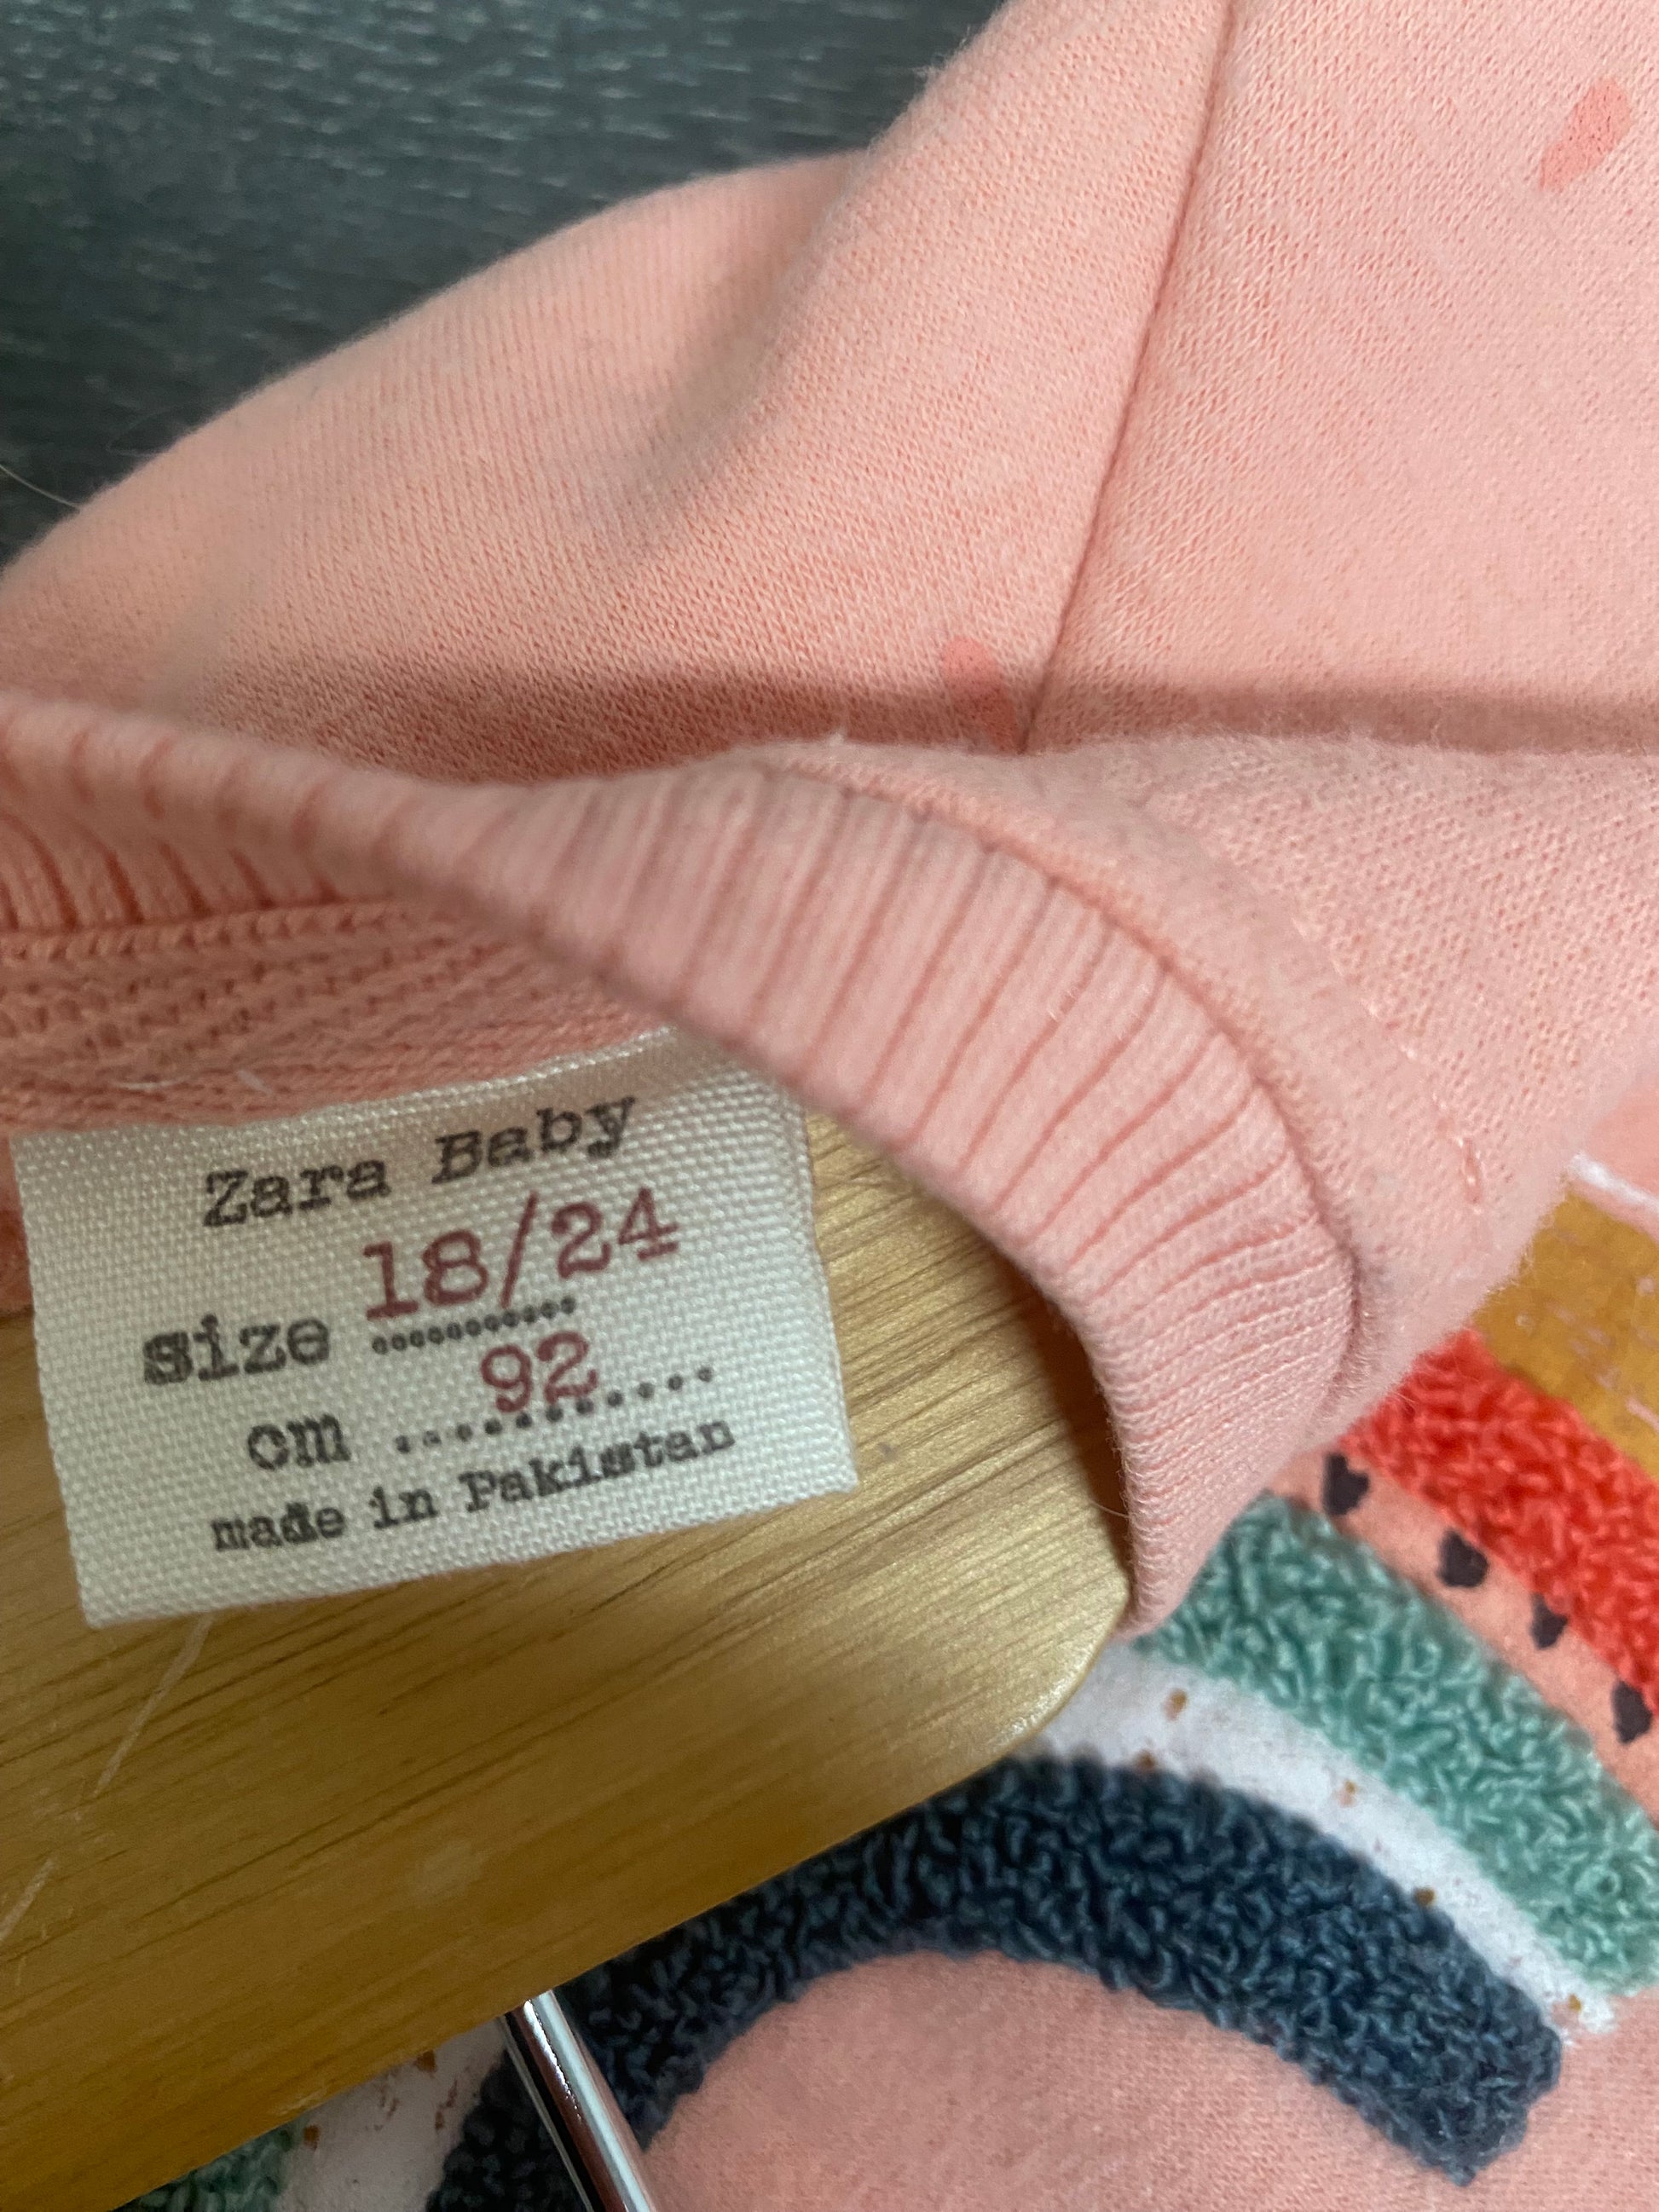 Zara Baby
size 18/24
cm 92
made in Pakistan